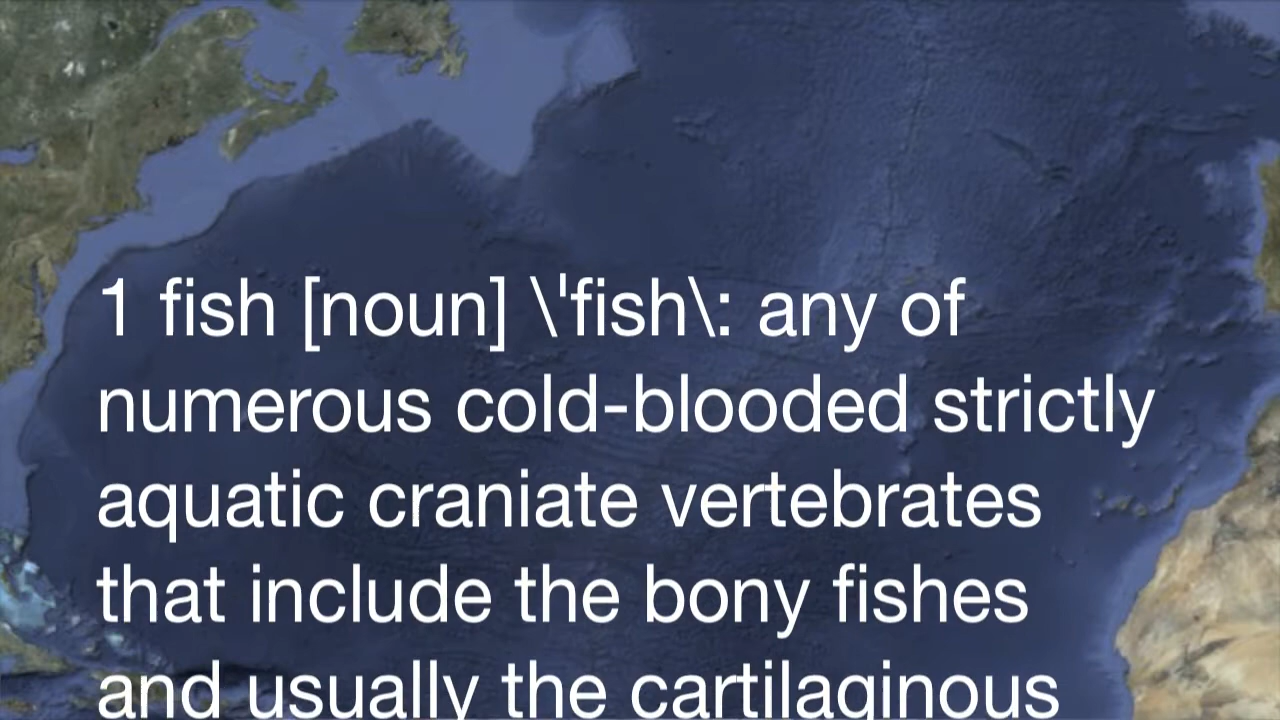 1 fish [noun] \'fish\: any of
numerous cold-blooded strictly
aquatic craniate vertebrates
that include the bony fishes
and usually the cartilaginous